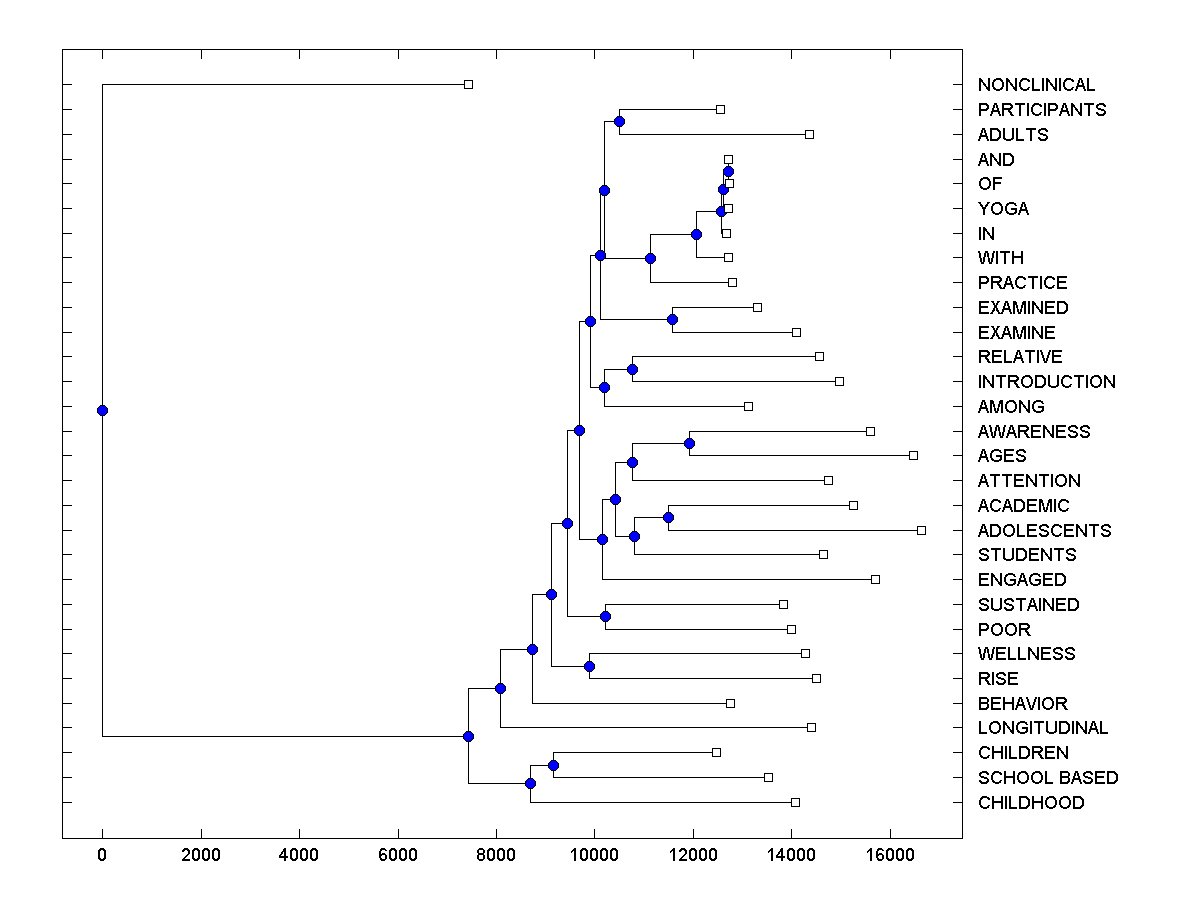 NONCLINICAL
PARTICIPANTS
ADULTS
AND
OF
YOGA
IN
WITH
PRACTICE
EXAMINED
EXAMINE
RELATIVE
INTRODUCTION
AMONG
AWARENESS
AGES
ATTENTION
ACADEMIC
ADOLESCENTS
STUDENTS
ENGAGED
SUSTAINED
POOR
WELLNESS
RISE
BEHAVIOR
LONGITUDINAL
CHILDREN
SCHOOL BASED
CHILDHOOD
0 2000 4000 6000 8000 10000 12000 14000 16000